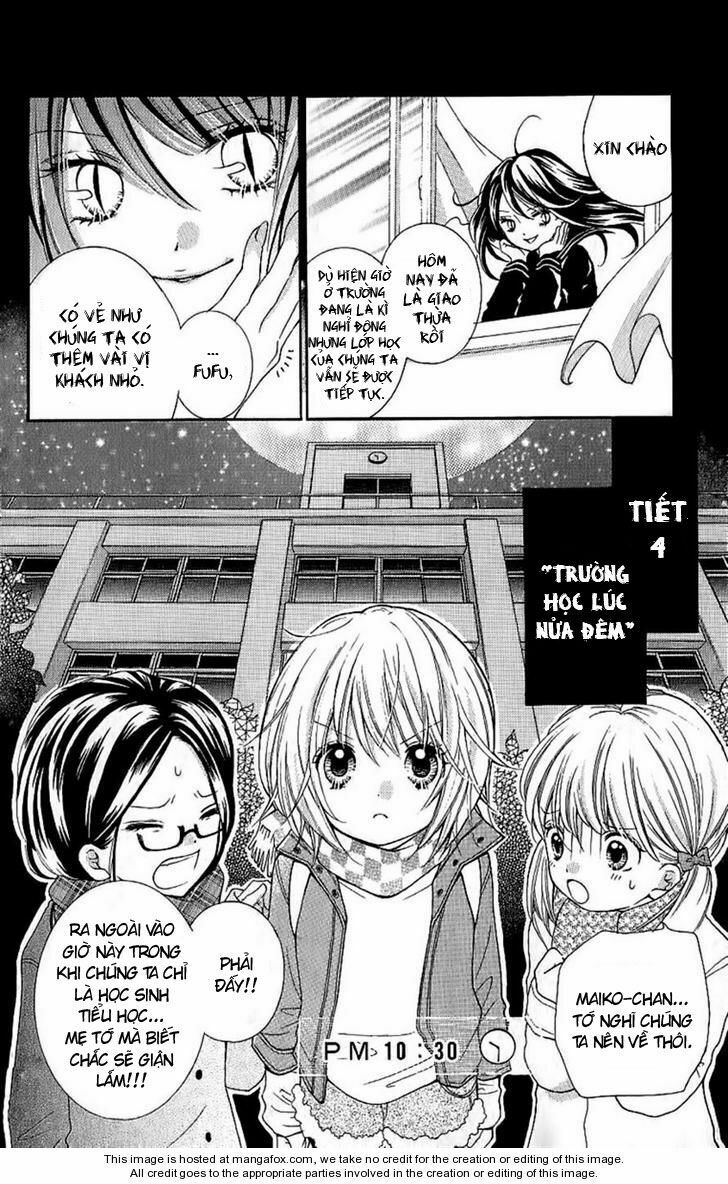 XIN CHÀO
HÔM
NAY ĐÃ
LÀ GIAO
THỪA
RỒI
DÙ HIỆN GIỜ
Ở TRƯỜNG
ĐANG LÀ KÌ
NGHỈ ĐÔNG
NHƯNG LỚP HỌC
CỦA CHÚNG TA
VẪN SẼ ĐƯỢC
TIẾP TỤC.
...
FUFU,
CÓ VẺ NHƯ
CHÚNG TA CÓ
THÊM VÀI VỊ
KHÁCH NHỎ.
TIẾT
4
"TRƯỜNG
HỌC LÚC
NỬA ĐÊM"
MAIKO-CHAN...
TỚ NGHĨ CHÚNG
TA NÊN VỀ THÔI.
PHẢI
ĐẤY!!
RA NGOÀI VÀO
GIỜ NÀY TRONG
KHI CHÚNG TA CHỈ
LÀ HỌC SINH
TIỂU HỌC...
MẸ TỚ MÀ BIẾT
CHẮC SẼ GIẬN
LẮM!!!
PM> 10 : 30
This image is hosted at mangafox.com, we take no credit for the creation or editing of this image.
All credit goes to the appropriate parties involved in the creation or editing of this image.